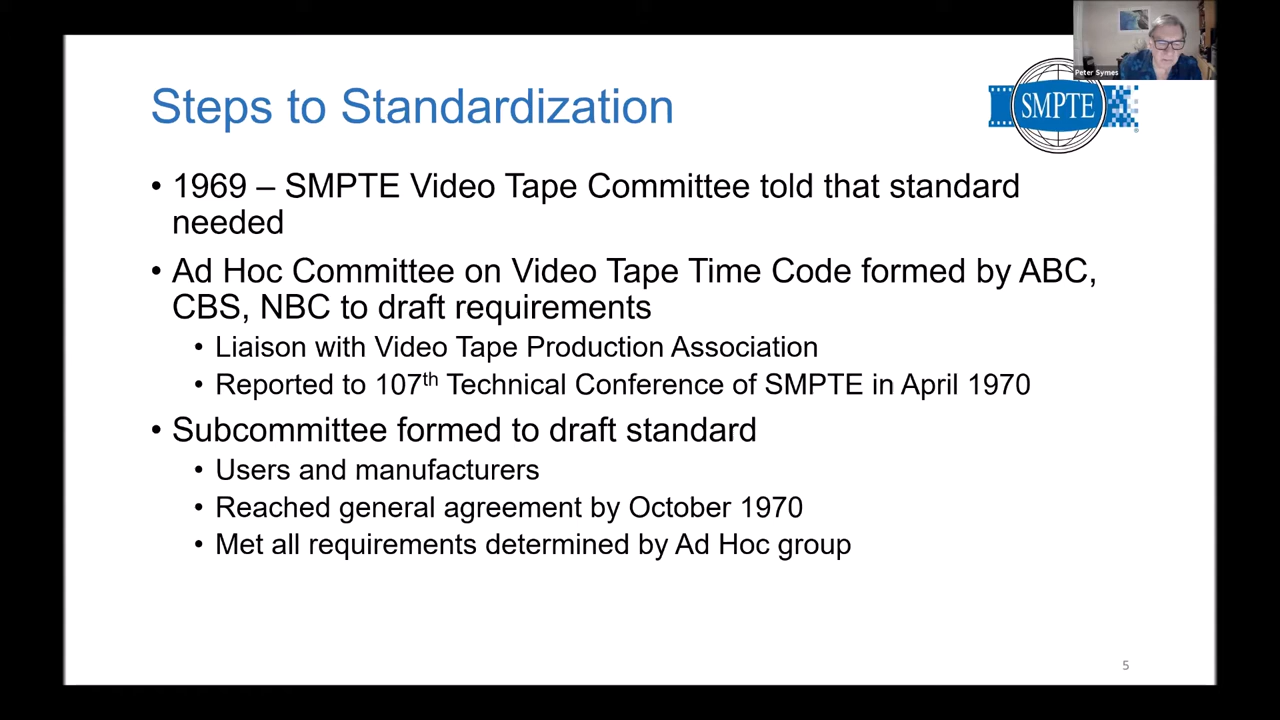 Peter Symes
Steps to Standardization
SMPTE
• 1969 – SMPTE Video Tape Committee told that standard
needed
• Ad Hoc Committee on Video Tape Time Code formed by ABC,
CBS, NBC to draft requirements
• Liaison with Video Tape Production Association
• Reported to 107th Technical Conference of SMPTE in April 1970
• Subcommittee formed to draft standard
• Users and manufacturers
• Reached general agreement by October 1970
• Met all requirements determined by Ad Hoc group
5